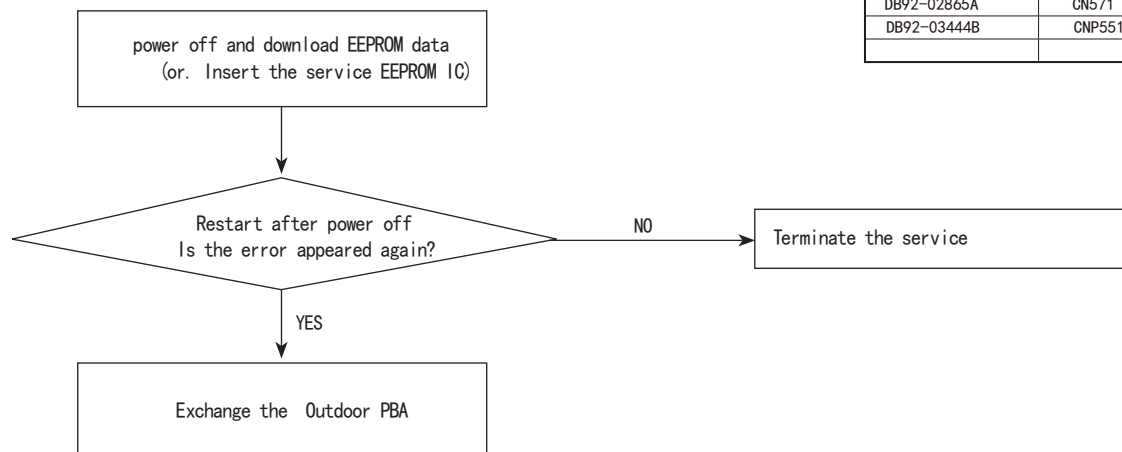 DB92-02865A CN571
DB92-03444B CNP551
power off and download EEPROM data
(or. Insert the service EEPROM IC)
Restart after power off
Is the error appeared again?
NO
Terminate the service
YES
Exchange the Outdoor PBA